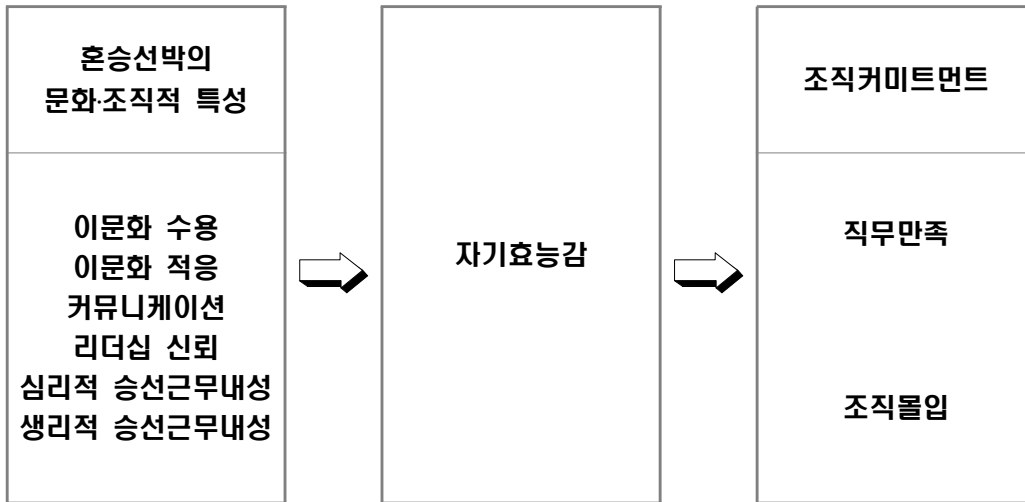 혼승선박의
문화·조직적 특성
이문화 수용
이문화 적응
커뮤니케이션
리더십 신뢰
심리적 승선근무내성
생리적 승선근무내성
자기효능감
조직커미트먼트
직무만족
조직몰입